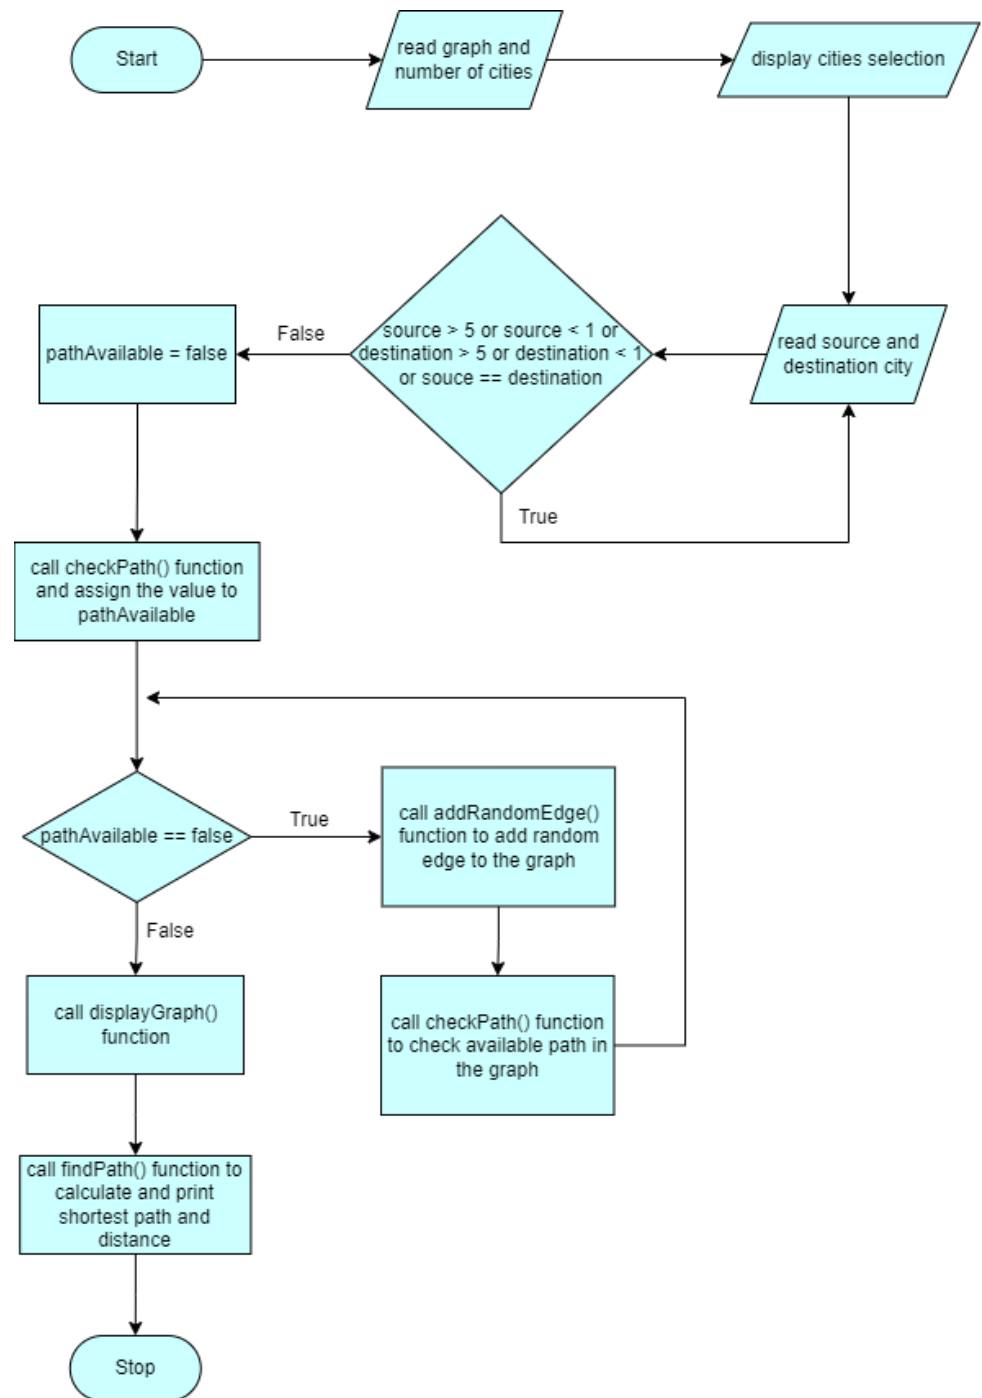 Start
read graph and
number of cities
display cities selection
read source and
destination city
source > 5 or source < 1 or
destination > 5 or destination < 1
or souce == destination
True
False
pathAvailable = false
call checkPath() function
and assign the value to
pathAvailable
pathAvailable == false
True
call addRandomEdge()
function to add random
edge to the graph
call checkPath() function
to check available path in
the graph
False
call displayGraph()
function
call findPath() function to
calculate and print
shortest path and
distance
Stop